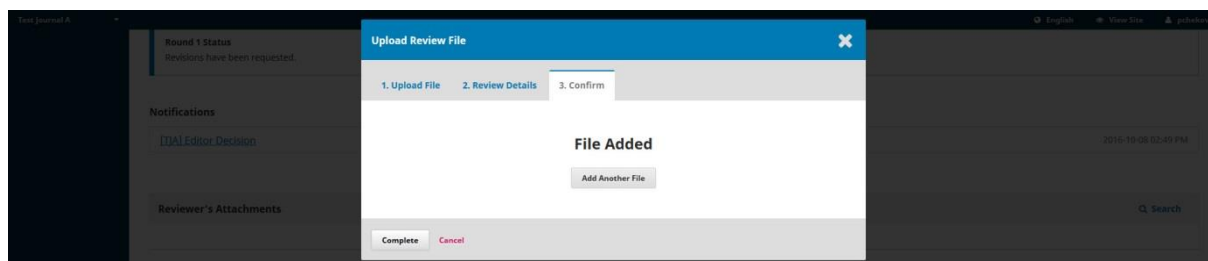 Test Journal A
English
View Site
Upload Review File
Round 1 Status
Revisions have been requested.
1. Upload File
2. Review Details
3. Confirm
Notifications
[TJA] Editor Decision
2016-10-08 02:49 PM
File Added
Add Another File
Reviewer's Attachments
Search
Complete
Cancel